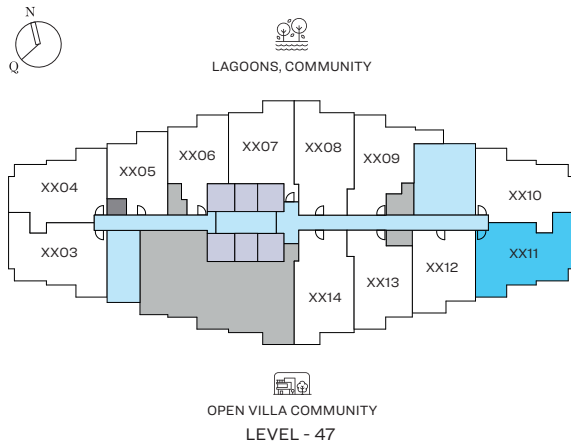 N
Q
LAGOONS, COMMUNITY
XX04
XX05
XX06
XX07
XX08
XX09
XX10
XX03
XX14
XX13
XX12
XX11
OPEN VILLA COMMUNITY
LEVEL - 47